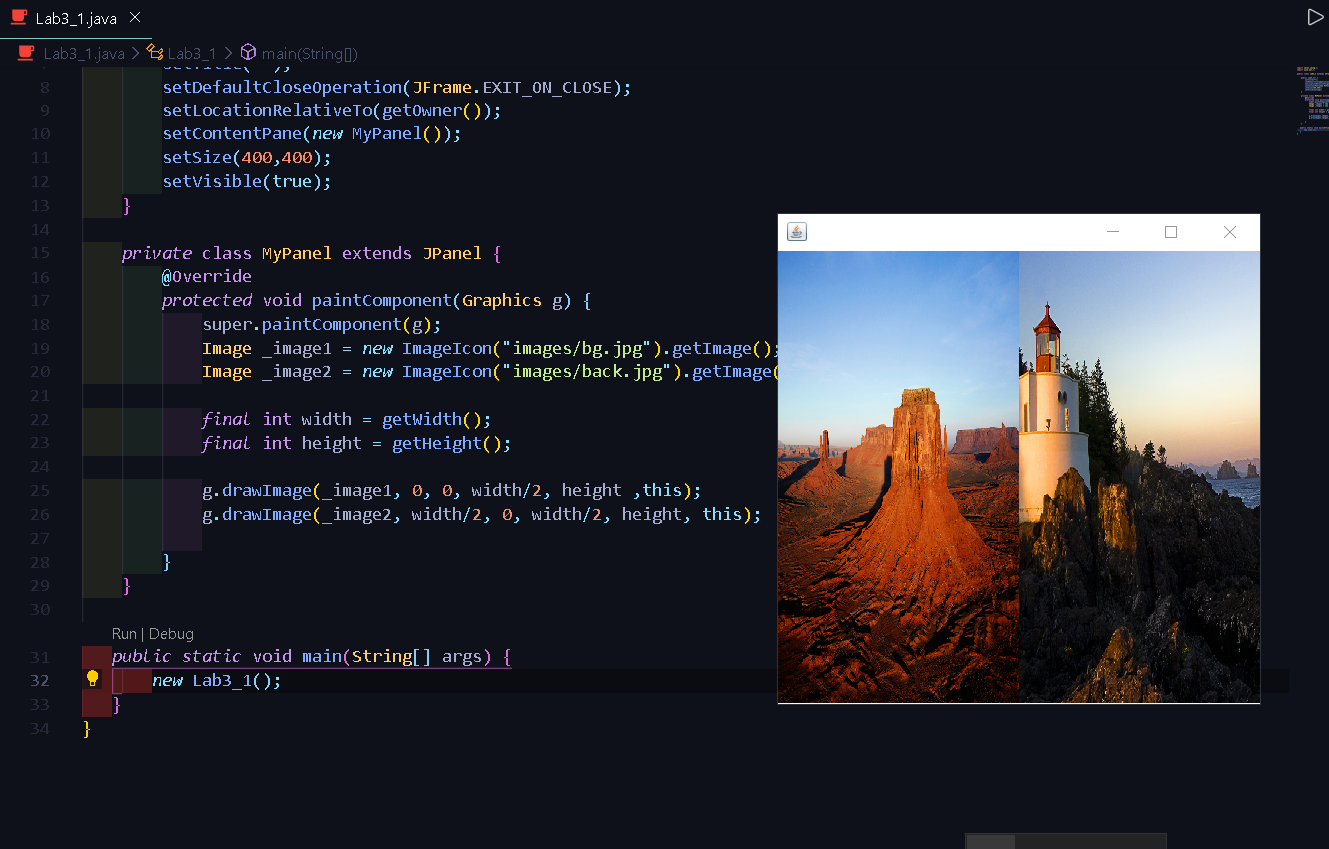 Lab3_1.java
Lab3_1.java > Lab3_1 > main(String[])
8 setDefaultCloseOperation(JFrame.EXIT_ON_CLOSE);
9 setLocationRelativeTo(getOwner());
10 setContentPane(new MyPanel());
11 setSize(400,400);
12 setVisible(true);
13 }
14
15 private class MyPanel extends JPanel {
16 @Override
17 protected void paintComponent(Graphics g) {
18 super.paintComponent(g);
19 Image _image1 = new ImageIcon("images/bg.jpg").getImage();
20 Image _image2 = new ImageIcon("images/back.jpg").getImage(
21
22 final int width = getWidth();
23 final int height = getHeight();
24
25 g.drawImage(_image1, 0, 0, width/2, height ,this);
26 g.drawImage(_image2, width/2, 0, width/2, height, this);
27
28 }
29 }
30
Run | Debug
31 public static void main(String[] args) {
32 new Lab3_1();
33 }
34 }